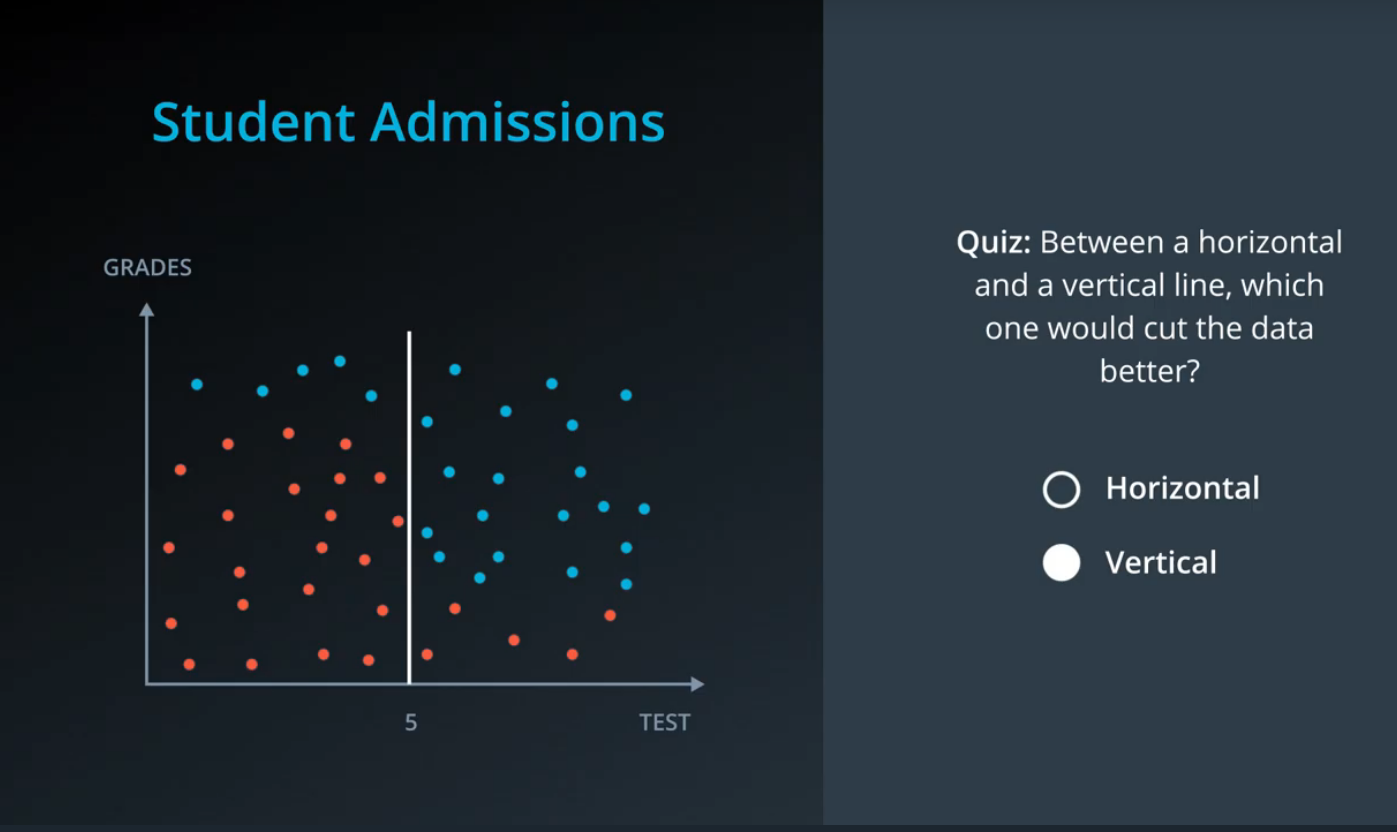 Student Admissions
GRADES
5
TEST
Quiz: Between a horizontal
and a vertical line, which
one would cut the data
better?
Horizontal
Vertical